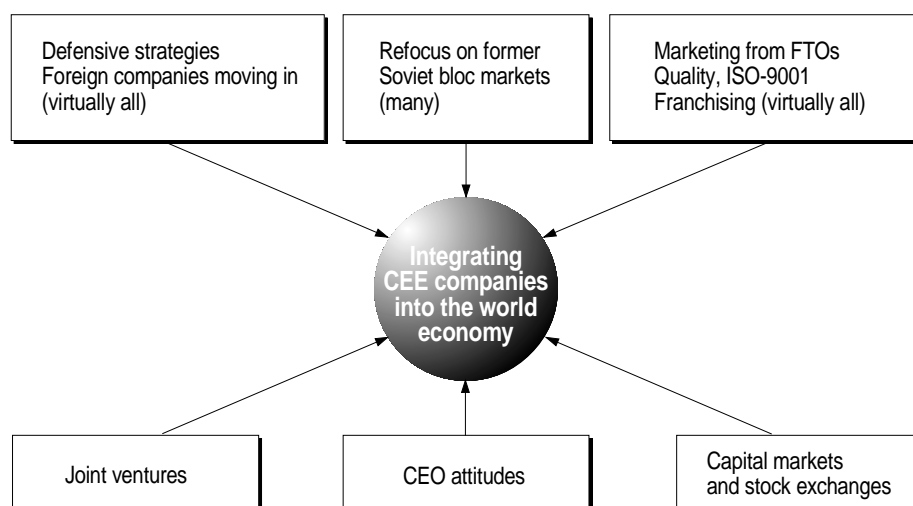 Defensive strategies
Foreign companies moving in
(virtually all)
Refocus on former
Soviet bloc markets
(many)
Marketing from FTOs
Quality, ISO-9001
Franchising (virtually all)
Integrating
CEE companies
into the world
economy
Joint ventures
CEO attitudes
Capital markets
and stock exchanges